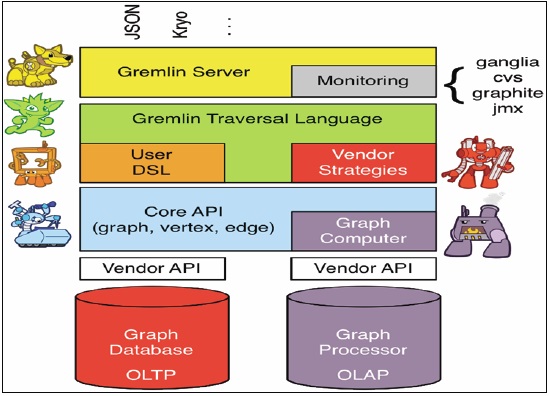 JSON
Kryo
...
Gremlin Server
Monitoring
ganglia
cvs
graphite
jmx
Gremlin Traversal Language
User
DSL
Vendor
Strategies
Core API
(graph, vertex, edge)
Graph
Computer
Vendor API
Vendor API
Graph
Database
OLTP
Graph
Processor
OLAP